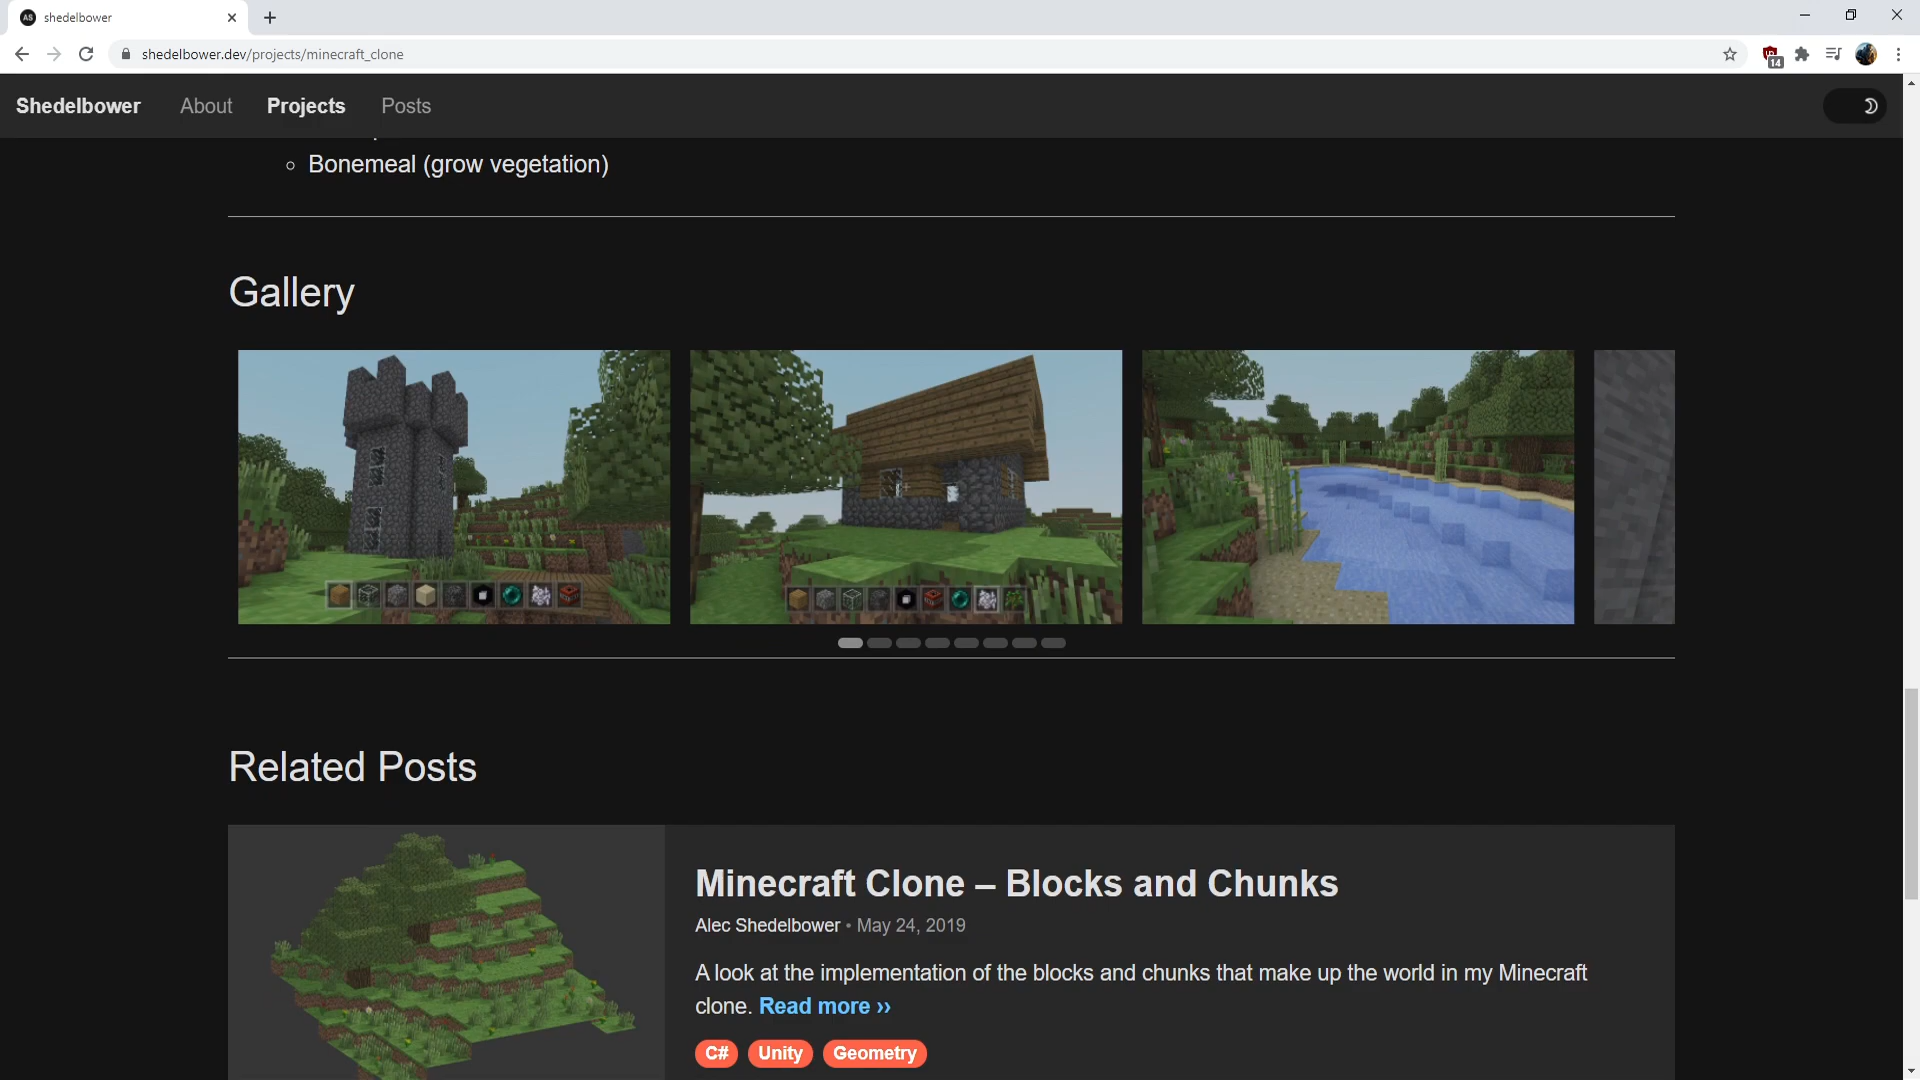 shedelbower
shedelbower.dev/projects/minecraft_clone
14
Shedelbower About Projects Posts
Bonemeal (grow vegetation)
Gallery
Related Posts
Minecraft Clone – Blocks and Chunks
Alec Shedelbower • May 24, 2019
A look at the implementation of the blocks and chunks that make up the world in my Minecraft
clone. Read more ››
C# Unity Geometry